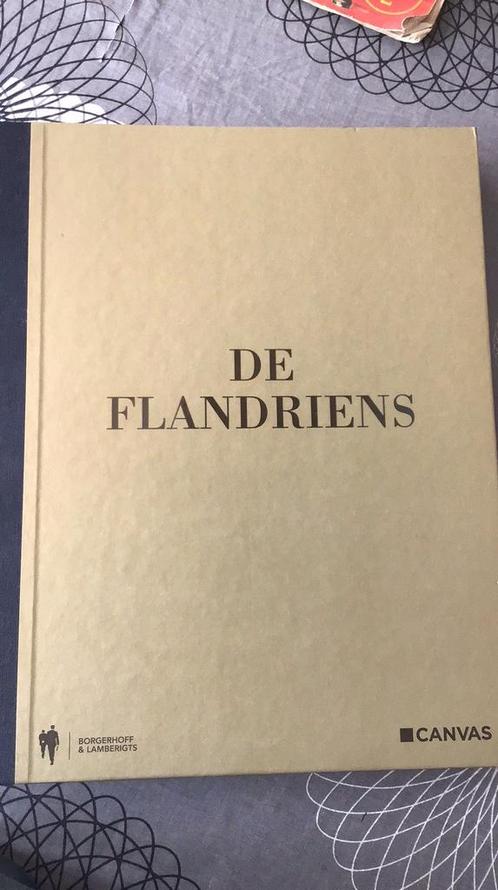 DE
FLANDRIENS
BORGERHOFF
& LAMBERIGTS
CANVAS